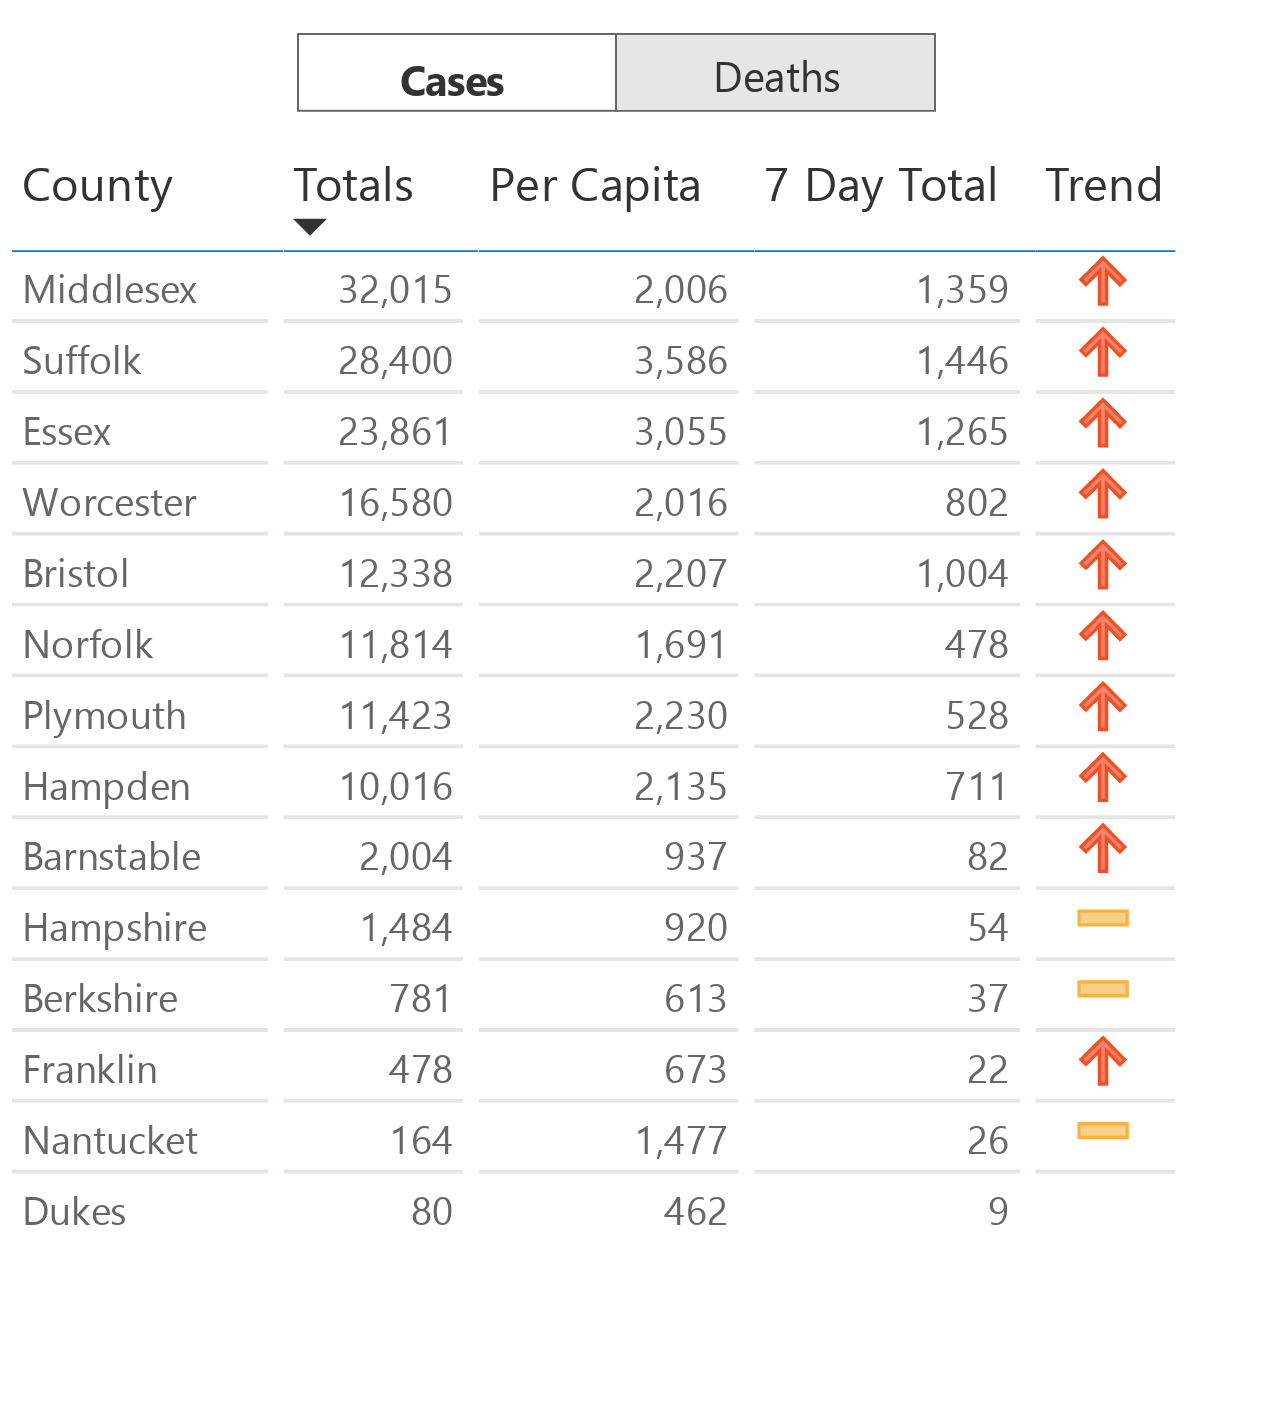 Cases Deaths
County Totals Per Capita 7 Day Total Trend
Middlesex 32,015 2,006 1,359
Suffolk 28,400 3,586 1,446
Essex 23,861 3,055 1,265
Worcester 16,580 2,016 802
Bristol 12,338 2,207 1,004
Norfolk 11,814 1,691 478
Plymouth 11,423 2,230 528
Hampden 10,016 2,135 711
Barnstable 2,004 937 82
Hampshire 1,484 920 54
Berkshire 781 613 37
Franklin 478 673 22
Nantucket 164 1,477 26
Dukes 80 462 9